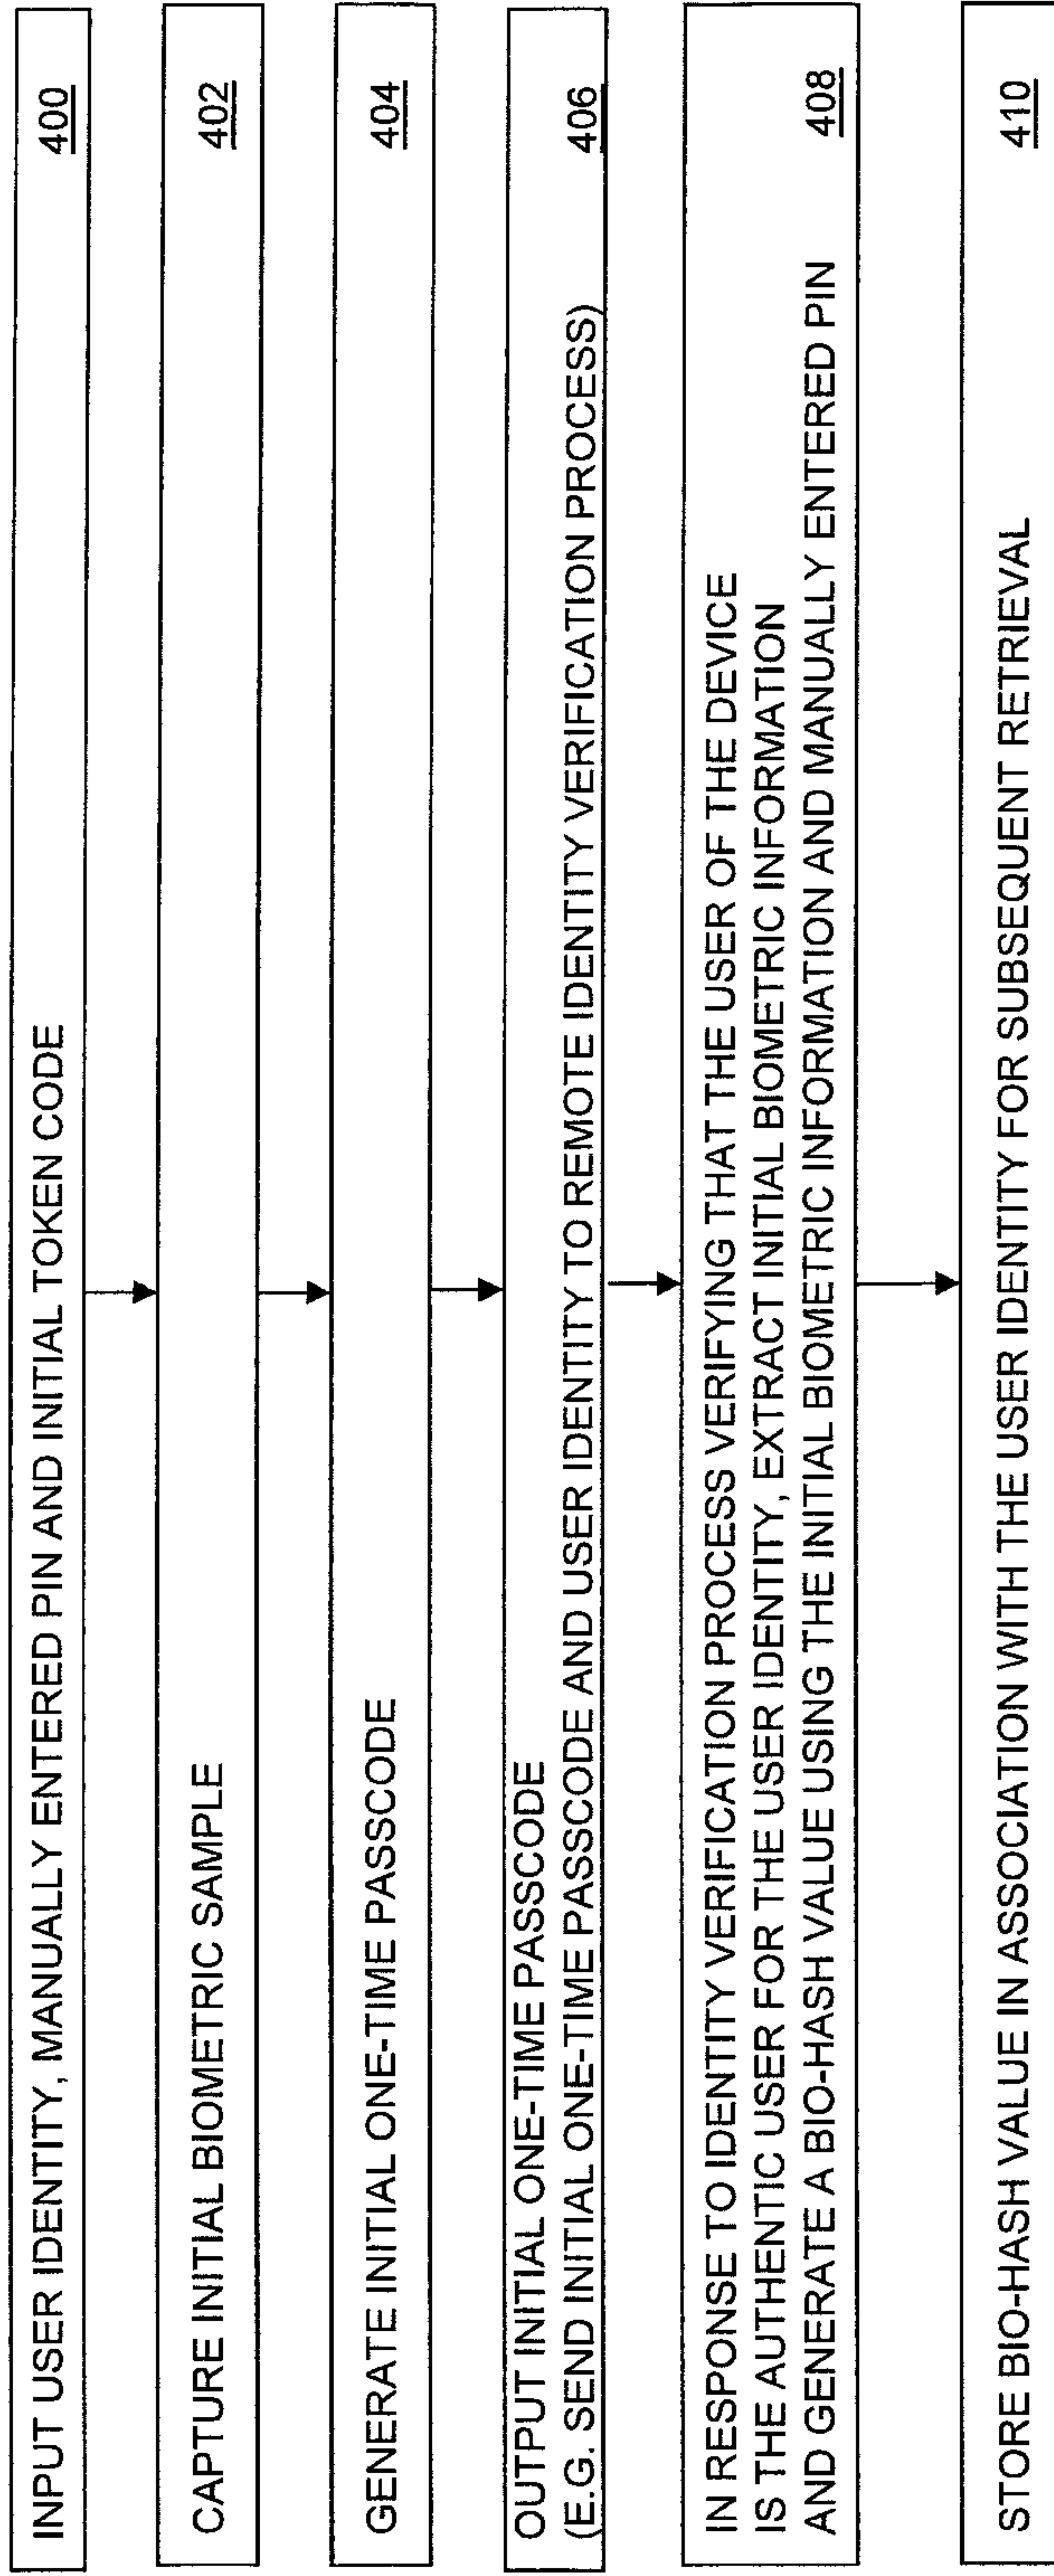 INPUT USER IDENTITY, MANUALLY ENTERED PIN AND INITIAL TOKEN CODE 400
CAPTURE INITIAL BIOMETRIC SAMPLE 402
GENERATE INITIAL ONE-TIME PASSCODE 404
OUTPUT INITIAL ONE-TIME PASSCODE
(E.G. SEND INITIAL ONE-TIME PASSCODE AND USER IDENTITY TO REMOTE IDENTITY VERIFICATION PROCESS) 406
IN RESPONSE TO IDENTITY VERIFICATION PROCESS VERIFYING THAT THE USER OF THE DEVICE
IS THE AUTHENTIC USER FOR THE USER IDENTITY, EXTRACT INITIAL BIOMETRIC INFORMATION
AND GENERATE A BIO-HASH VALUE USING THE INITIAL BIOMETRIC INFORMATION AND MANUALLY ENTERED PIN 408
STORE BIO-HASH VALUE IN ASSOCIATION WITH THE USER IDENTITY FOR SUBSEQUENT RETRIEVAL 410